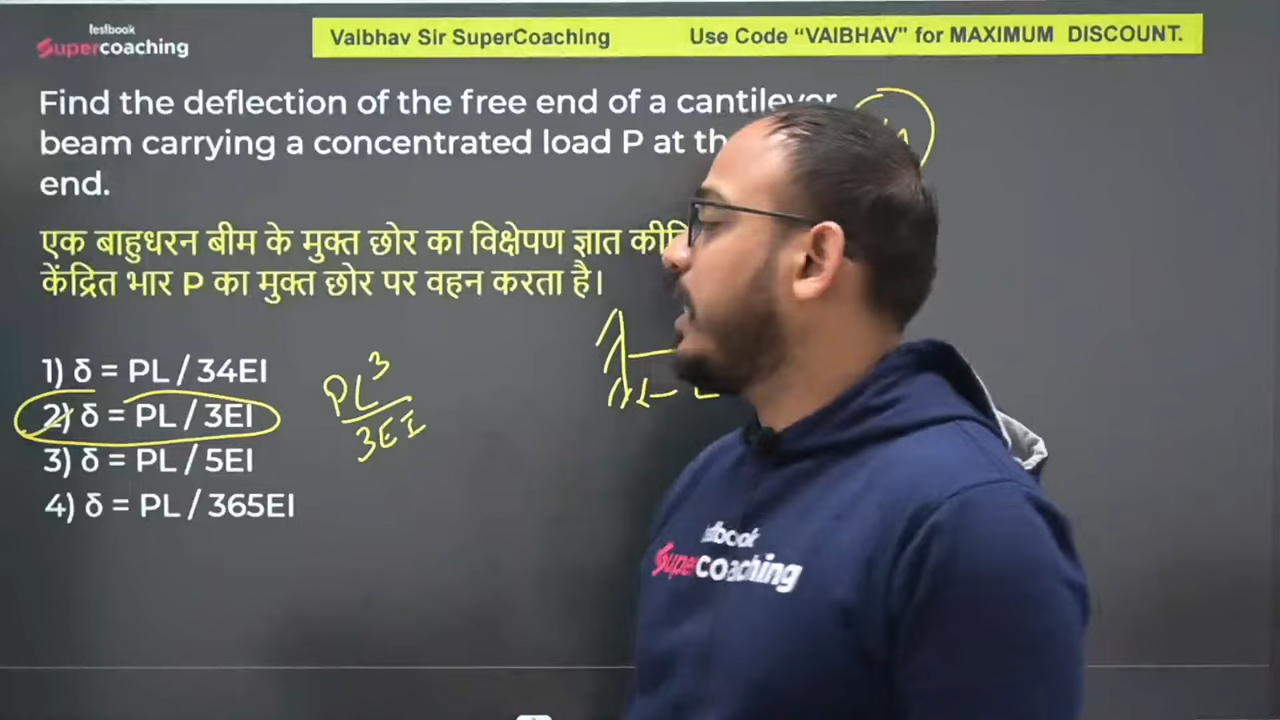 testbook
Supercoaching
Vaibhav Sir SuperCoaching Use Code “VAIBHAV" for MAXIMUM DISCOUNT.
Find the deflection of the free end of a cantilever
beam carrying a concentrated load P at
end.
एक बाहुधरन बीम के मुक्त छोर का विक्षेपण ज्ञात
केंद्रित भार P का मुक्त छोर पर वहन करता है।
1) δ = PL / 34EI
2) δ = PL / 3EI
3) δ = PL / 5EI
4) δ = PL / 365EI
PL³
3EI
L
testbook
Supercoaching